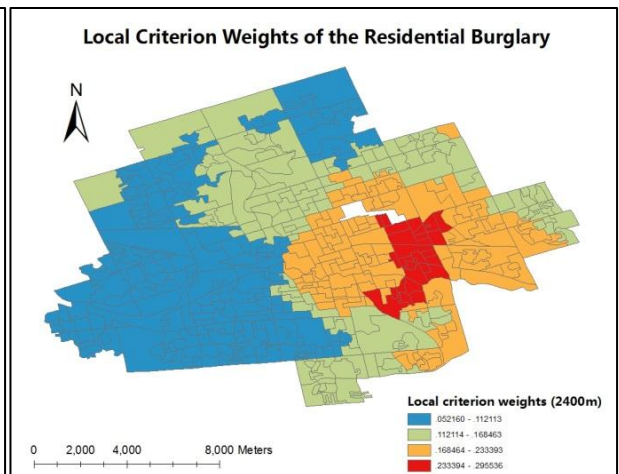 Local Criterion Weights of the Residential Burglary
N
Local criterion weights (2400m)
.052160 - .112113
.112114 - .168463
.168464 - .233393
.233394 - .295536
0 2,000 4,000 8,000 Meters